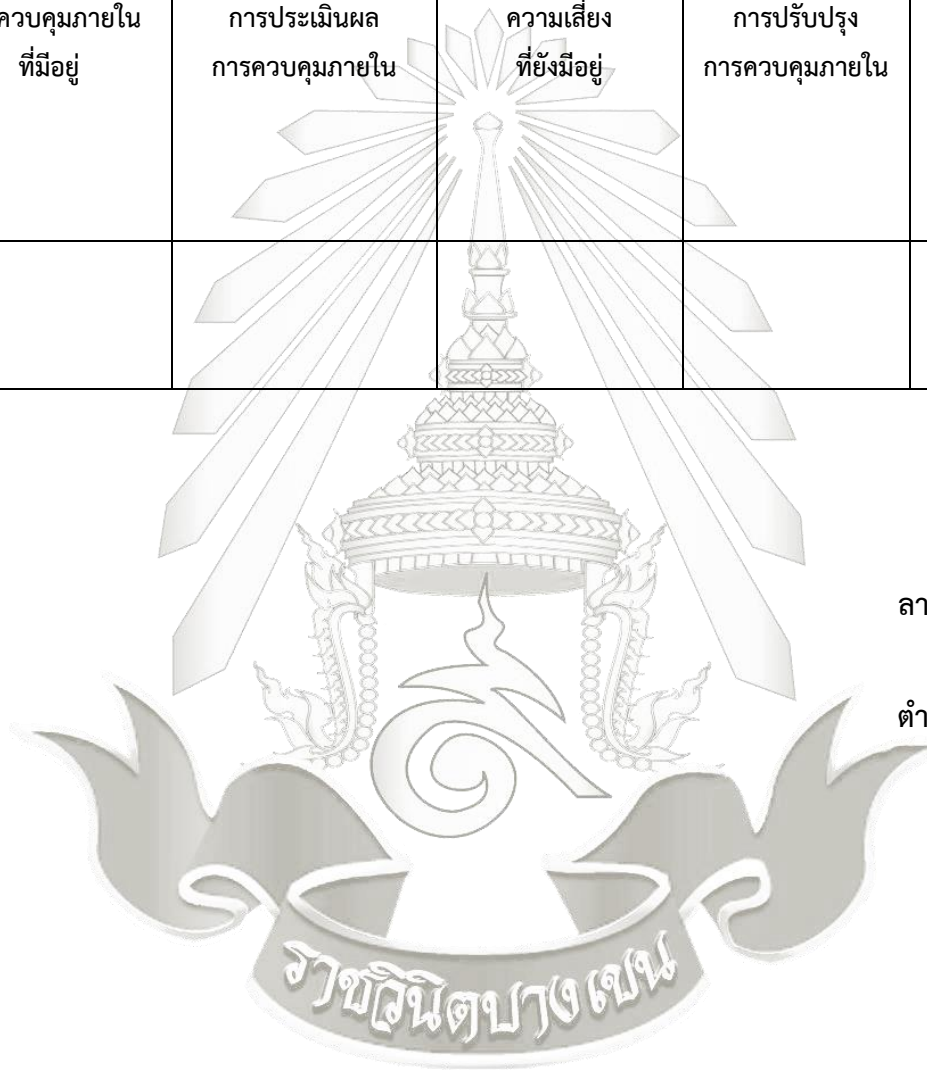 ควบคุมภายใน
ที่มีอยู่
การประเมินผล
การควบคุมภายใน
ความเสี่ยง
ที่ยังมีอยู่
การปรับปรุง
การควบคุมภายใน
ลา
ตำ
๙
ราชวินิตบางเขน